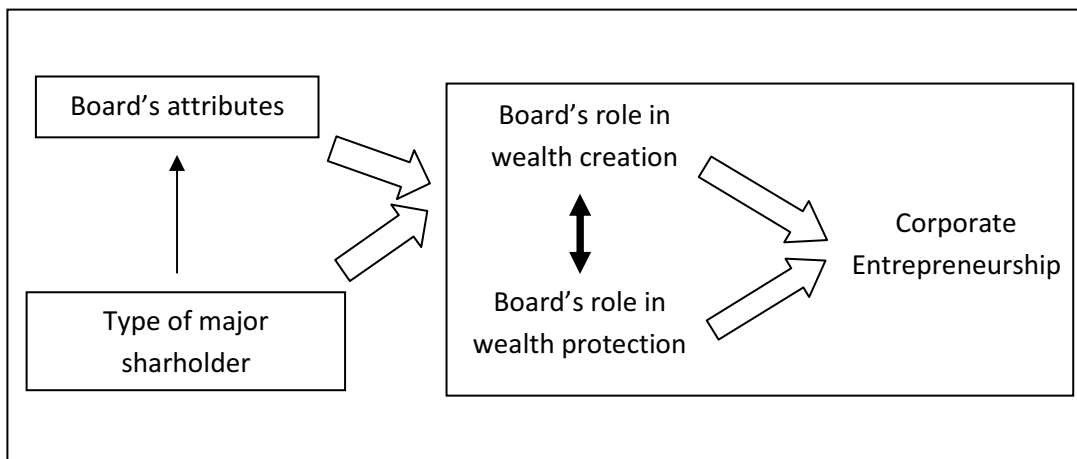 Board’s attributes
Type of major
sharholder
Board’s role in
wealth creation
Board’s role in
wealth protection
Corporate
Entrepreneurship